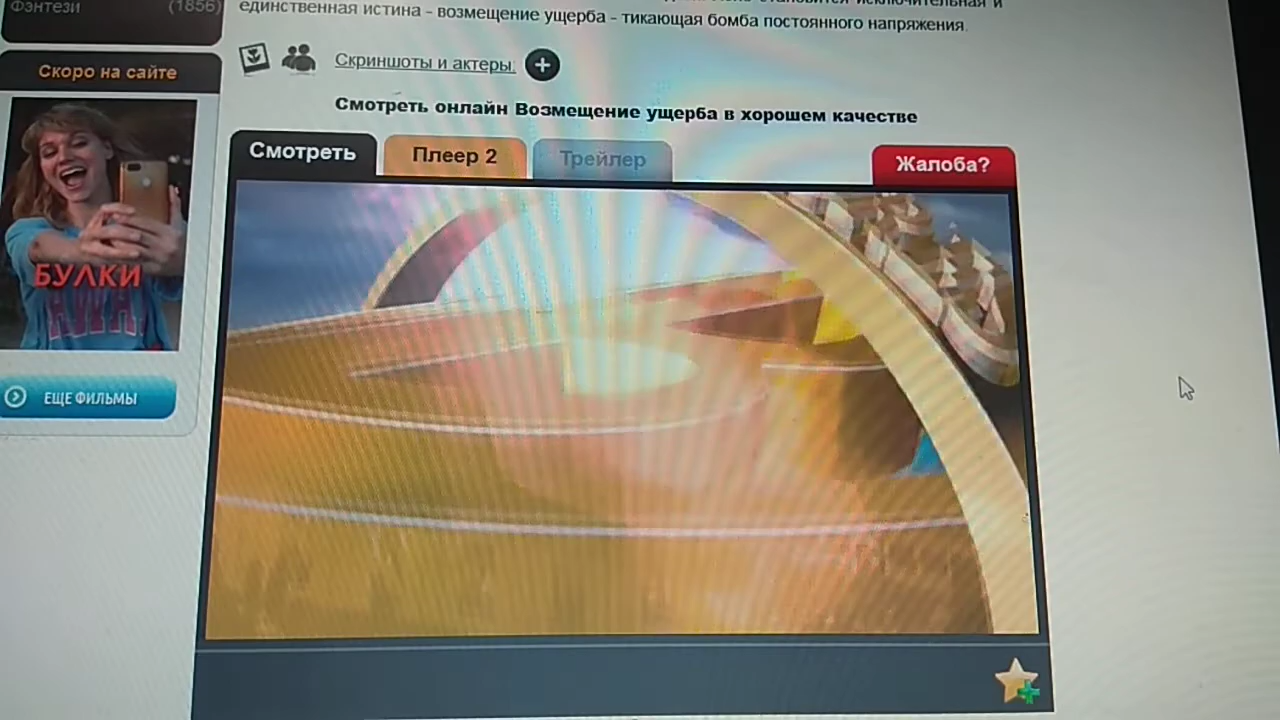 Фэнтези (1856)
единственная истина - возмещение ущерба - тикающая бомба постоянного напряжения.
Скоро на сайте
Скриншоты и актеры.
Смотреть онлайн Возмещение ущерба в хорошем качестве
Смотреть Плеер 2 Трейлер Жалоба?
БУЛКИ
ЕЩЕ ФИЛЬМЫ